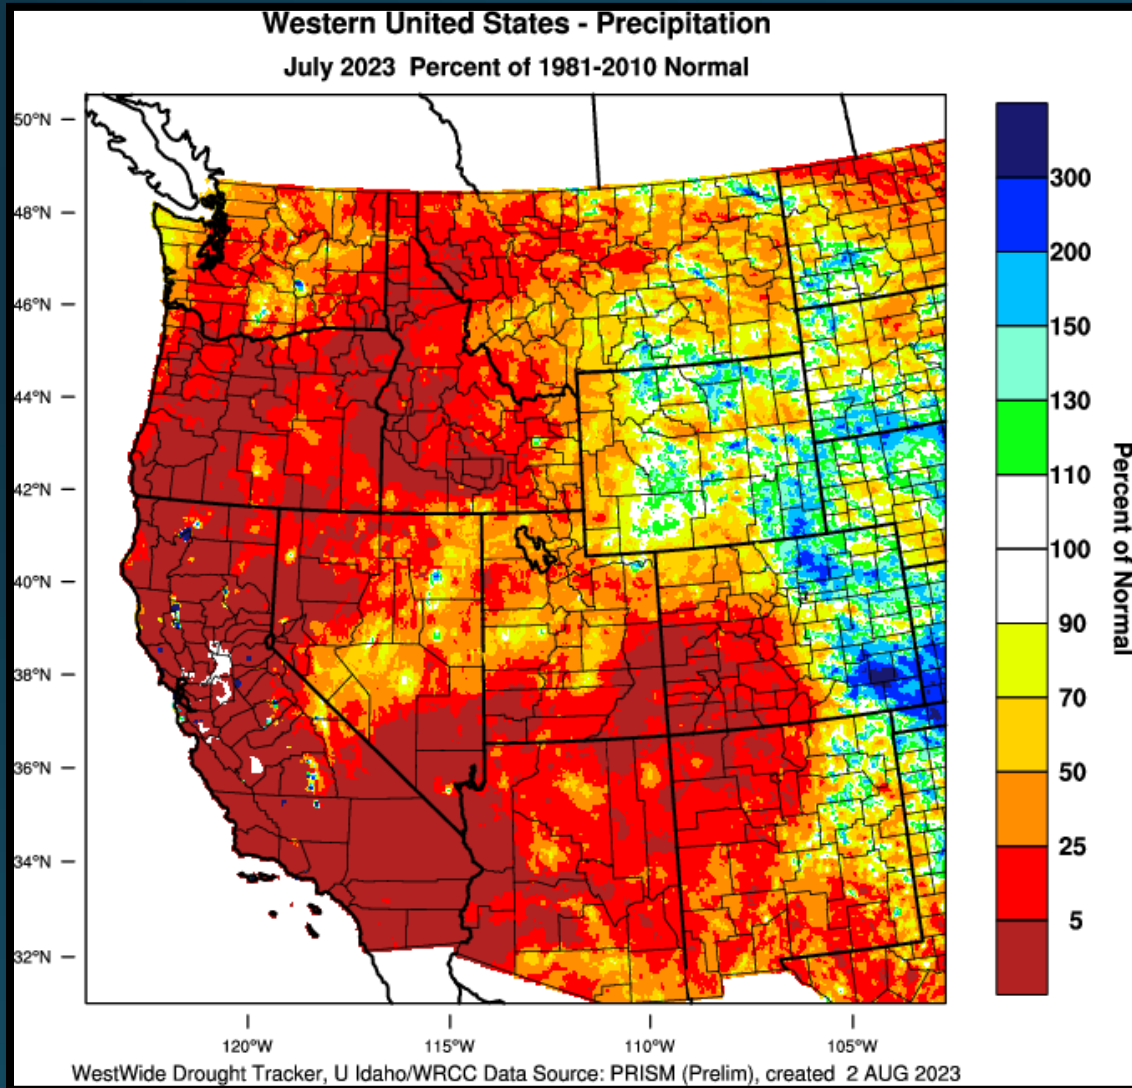 Western United States - Precipitation
July 2023 Percent of 1981-2010 Normal
50°N
48°N
46°N
44°N
42°N
40°N
38°N
36°N
34°N
32°N
120°W
115°W
110°W
105°W
300
200
150
130
110
100
90
70
50
25
5
Percent of Normal
WestWide Drought Tracker, U Idaho/WRCC Data Source: PRISM (Prelim), created 2 AUG 2023